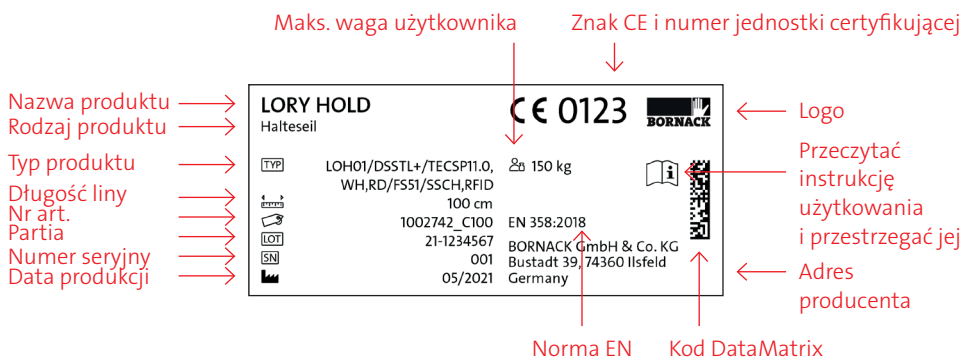 Maks. waga użytkownika
Znak CE i numer jednostki certyfikującej
Nazwa produktu
Rodzaj produktu
Typ produktu
Długość liny
Nr art.
Partia
Numer seryjny
Data produkcji
LORY HOLD
Halteseil
CE 0123
BORNACK
TYP
LOH01/DSSTL+/TECSP11.0,
WH,RD/FS51/SSCH,RFID
150 kg
100 cm
1002742_C100
EN 358:2018
LOT
21-1234567
SN
001
05/2021
BORNACK GmbH & Co. KG
Bustadt 39, 74360 Ilsfeld
Germany
i
Logo
Przeczytać
instrukcję
użytkowania
i przestrzegać jej
Adres
producenta
Norma EN
Kod DataMatrix